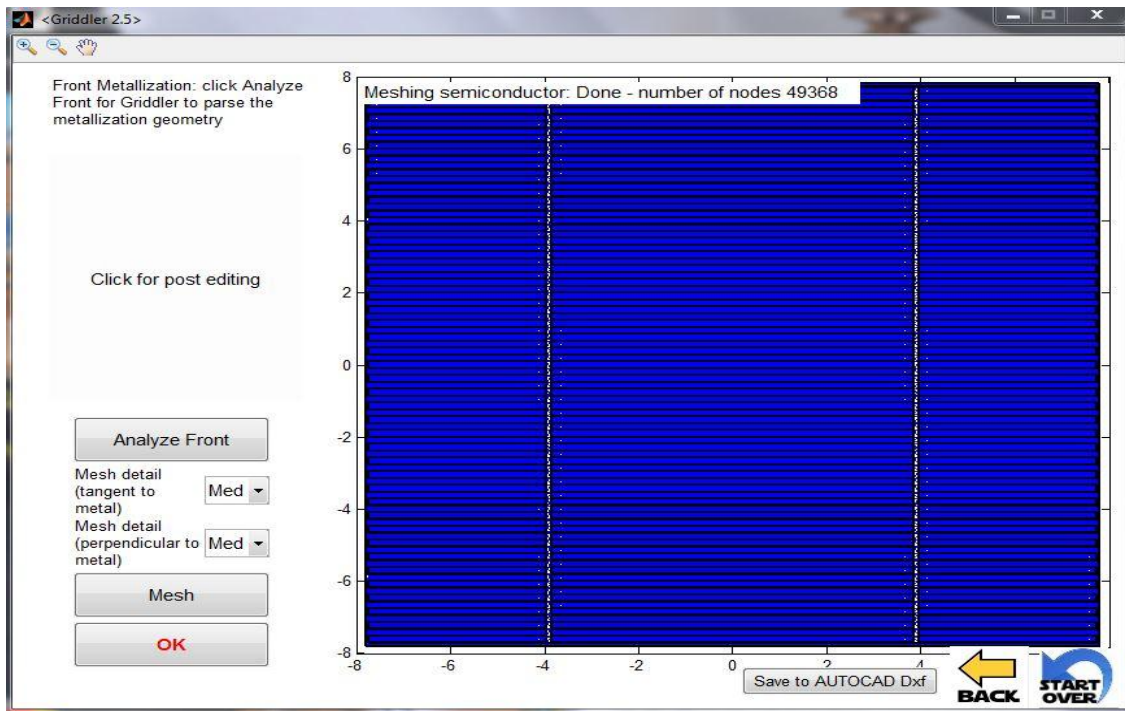 <Griddler 2.5>
Front Metallization: click Analyze
Front for Griddler to parse the
metallization geometry
Click for post editing
Analyze Front
Mesh detail
(tangent to
metal)
Med
Mesh detail
(perpendicular to
metal)
Med
Mesh
OK
Meshing semiconductor: Done - number of nodes 49368
8
6
4
2
0
-2
-4
-6
-8
-8 -6 -4 -2 0 2 4
Save to AUTOCAD Dxf
BACK
START
OVER